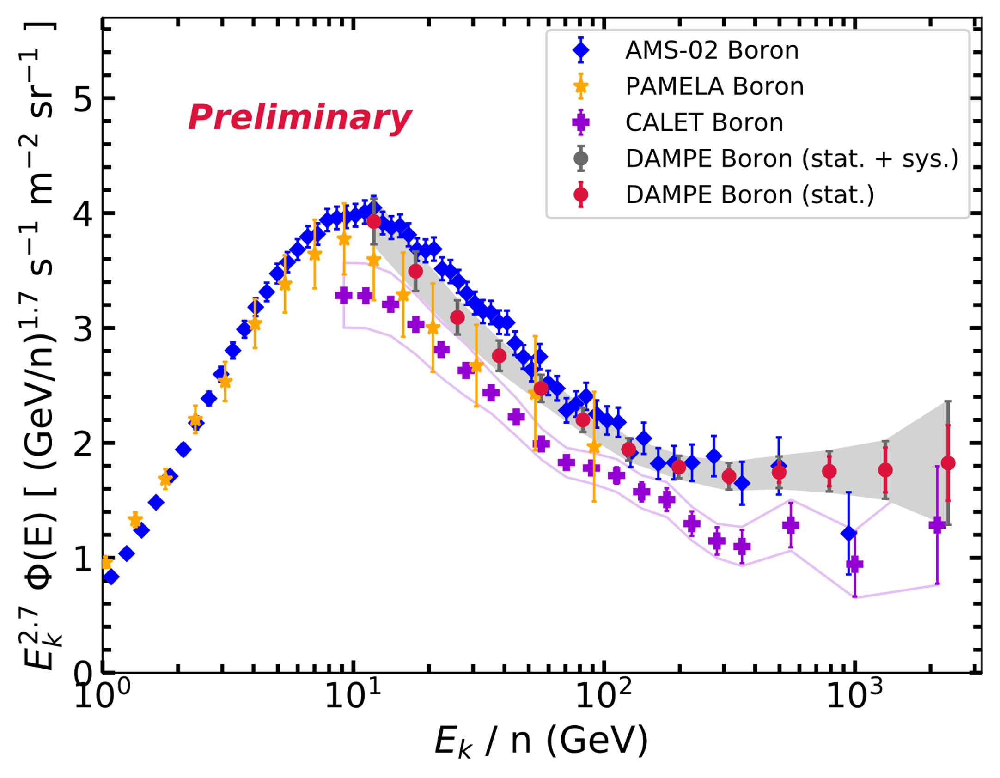 E_k^{2.7} Φ(E) [ (GeV/n)^{1.7} s^{−1} m^{−2} sr^{−1} ]
5
4
3
2
1
0
Preliminary
AMS-02 Boron
PAMELA Boron
CALET Boron
DAMPE Boron (stat. + sys.)
DAMPE Boron (stat.)
10^0 10^1 10^2 10^3
E_k / n (GeV)